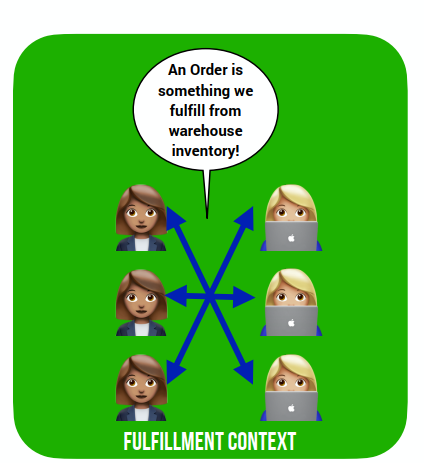 An Order is
something we
fulfill from
warehouse
inventory!
FULFILLMENT CONTEXT